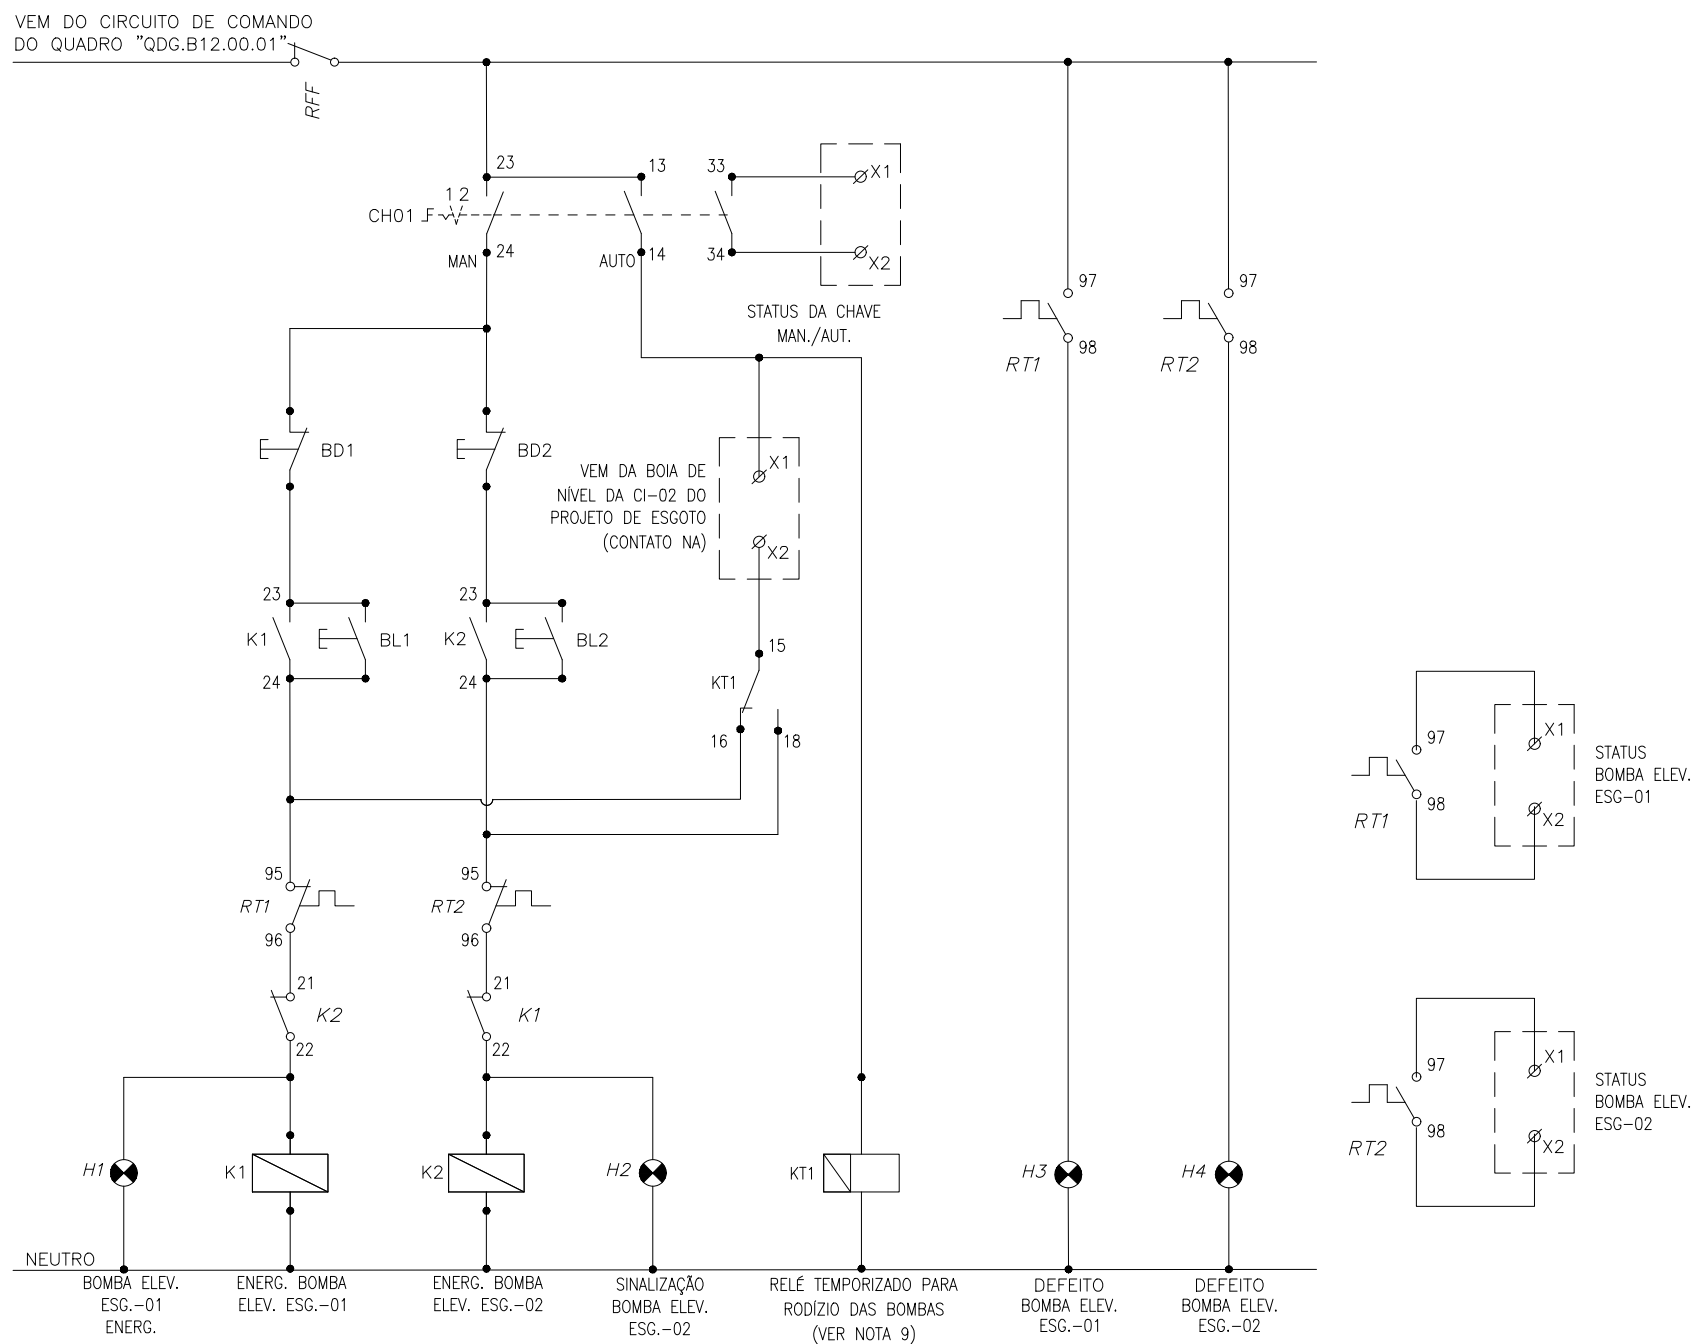 VEM DO CIRCUITO DE COMANDO
DO QUADRO "QDG.B12.00.01"
RFF
23
13
33
X1
1 2
CH01
MAN
24
AUTO
14
34
X2
STATUS DA CHAVE
MAN./AUT.
97
98
RT1
97
98
RT2
BD1
BD2
VEM DA BOIA DE
NÍVEL DA CI-02 DO
PROJETO DE ESGOTO
(CONTATO NA)
X1
X2
23
K1
BL1
24
23
K2
BL2
24
15
KT1
16
18
95
RT1
96
95
RT2
96
21
K2
22
21
K1
22
97
98
RT1
X1
X2
STATUS
BOMBA ELEV.
ESG-01
97
98
RT2
X1
X2
STATUS
BOMBA ELEV.
ESG-02
H1
K1
K2
H2
KT1
H3
H4
NEUTRO
BOMBA ELEV.
ESG.-01
ENERG.
ENERG. BOMBA
ELEV. ESG.-01
ENERG. BOMBA
ELEV. ESG.-02
SINALIZAÇÃO
BOMBA ELEV.
ESG.-02
RELÉ TEMPORIZADO PARA
RODÍZIO DAS BOMBAS
(VER NOTA 9)
DEFEITO
BOMBA ELEV.
ESG.-01
DEFEITO
BOMBA ELEV.
ESG.-02